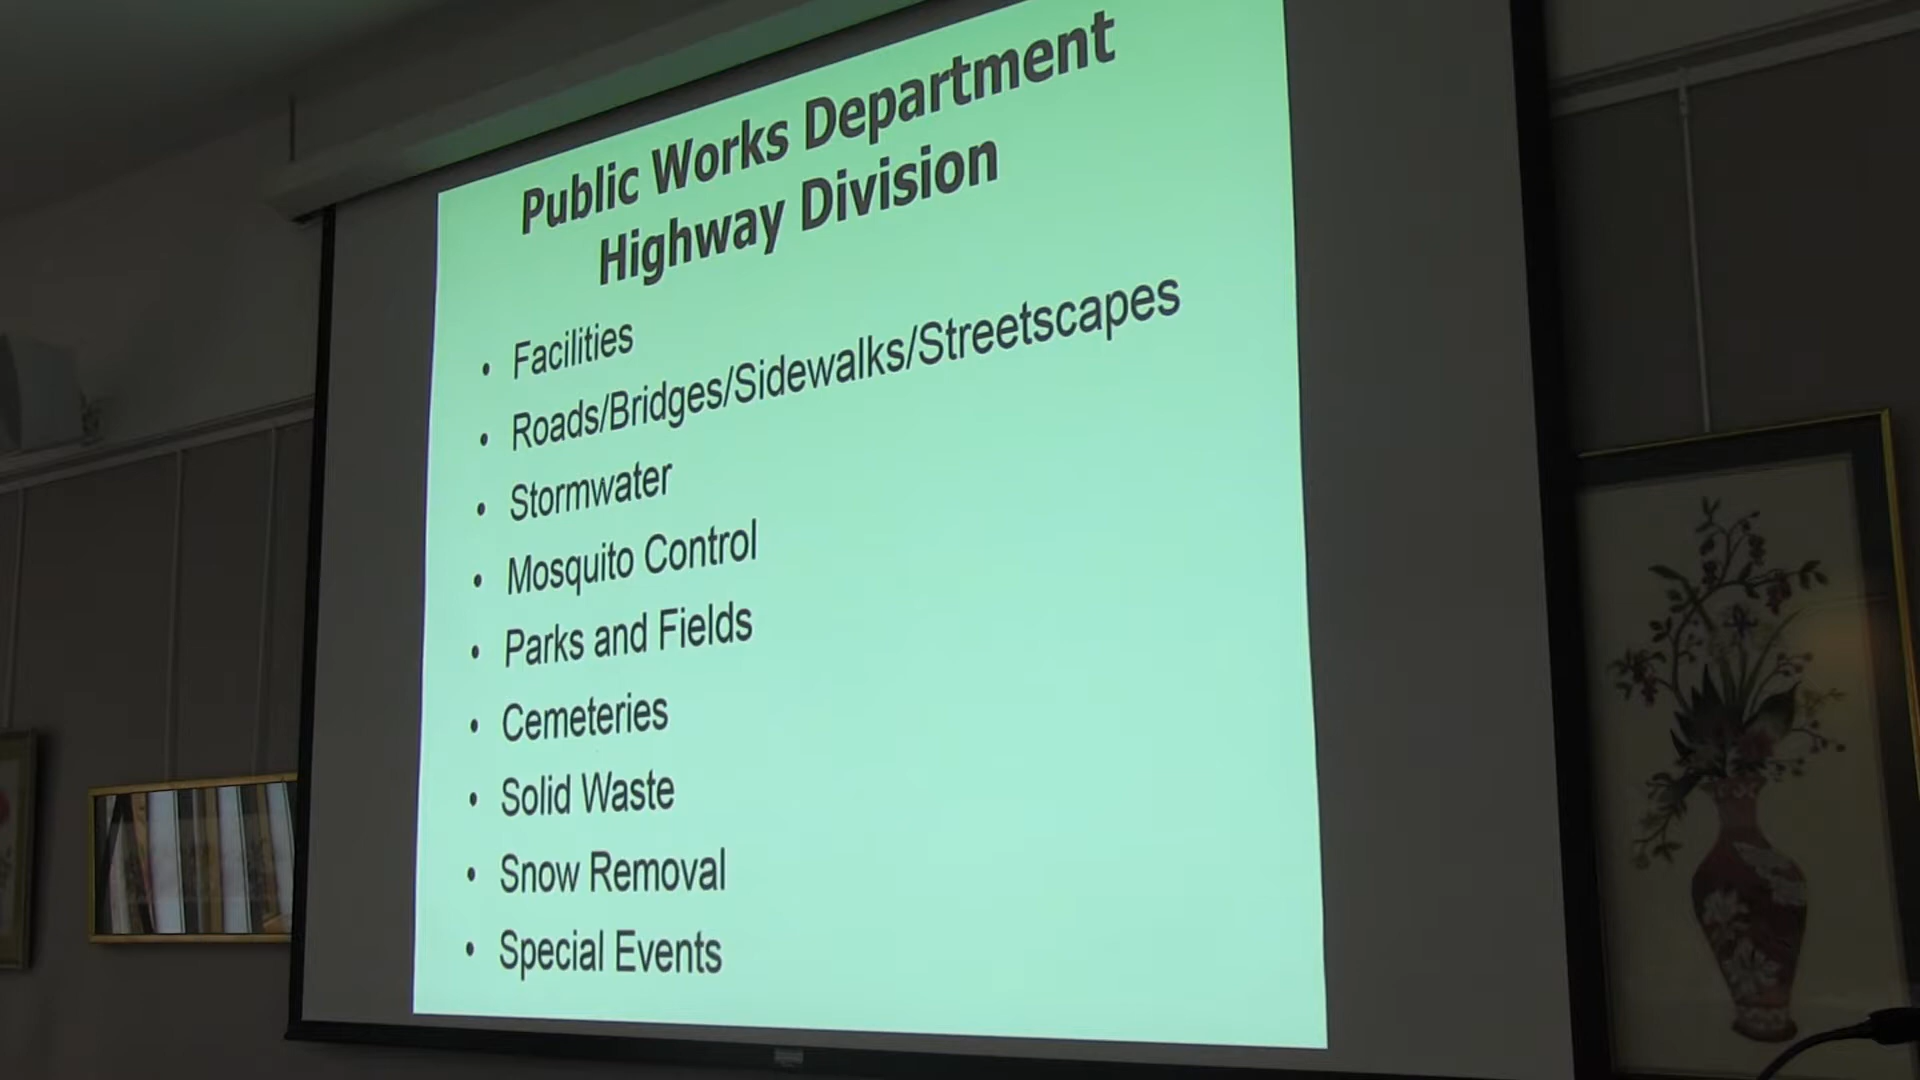 Public Works Department
Highway Division
• Facilities
• Roads/Bridges/Sidewalks/Streetscapes
• Stormwater
• Mosquito Control
• Parks and Fields
• Cemeteries
• Solid Waste
• Snow Removal
• Special Events